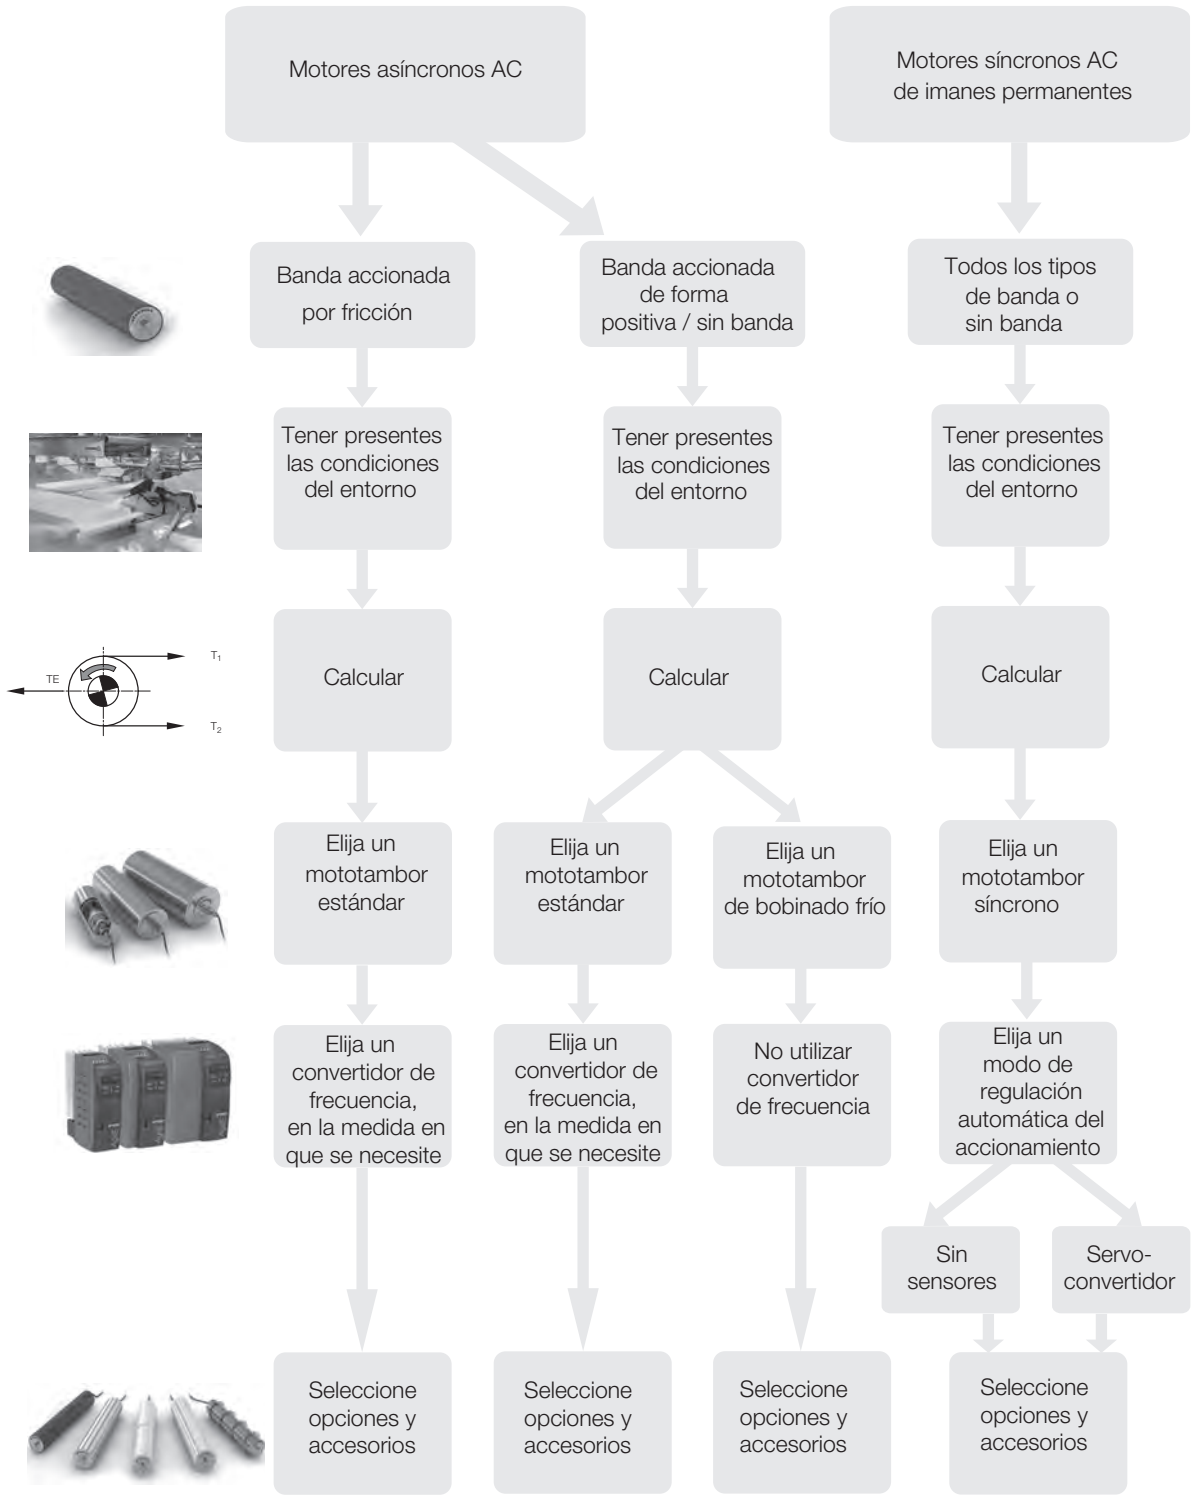 Motores asíncronos AC
Motores síncronos AC
de imanes permanentes
Banda accionada
por fricción
Banda accionada
de forma
positiva / sin banda
Todos los tipos
de banda o
sin banda
Tener presentes
las condiciones
del entorno
Tener presentes
las condiciones
del entorno
Tener presentes
las condiciones
del entorno
T1
TE
T2
Calcular
Calcular
Calcular
Elija un
mototambor
estándar
Elija un
mototambor
estándar
Elija un
mototambor
de bobinado frío
Elija un
mototambor
síncrono
Elija un
convertidor de
frecuencia,
en la medida en
que se necesite
Elija un
convertidor de
frecuencia,
en la medida en
que se necesite
No utilizar
convertidor
de frecuencia
Elija un
modo de
regulación
automática del
accionamiento
Sin
sensores
Servo-
convertidor
Seleccione
opciones y
accesorios
Seleccione
opciones y
accesorios
Seleccione
opciones y
accesorios
Seleccione
opciones y
accesorios